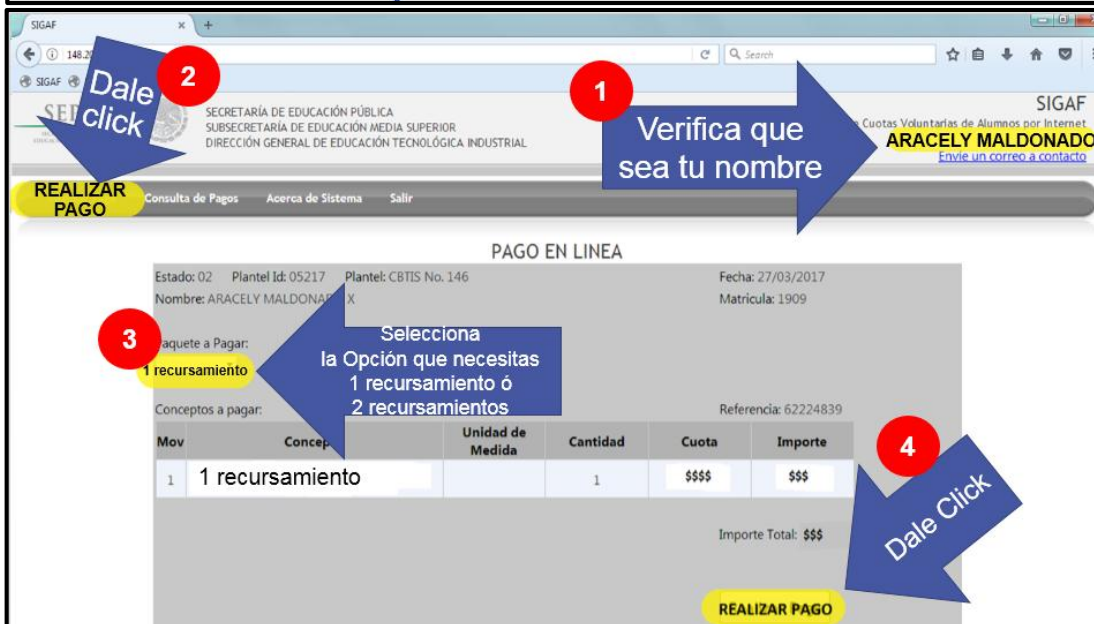 SIGAF
148.20
Search
SIGAF
SEP
SECRETARÍA DE EDUCACIÓN PÚBLICA
SUBSECRETARÍA DE EDUCACIÓN MEDIA SUPERIOR
DIRECCIÓN GENERAL DE EDUCACIÓN TECNOLÓGICA INDUSTRIAL
2
Dale
click
1
Verifica que
sea tu nombre
SIGAF
Cuotas Voluntarias de Alumnos por Internet
ARACELY MALDONADO
Envíe un correo a contacto
REALIZAR
PAGO
Consulta de Pagos Acerca de Sistema Salir
PAGO EN LINEA
Estado: 02 Plantel Id: 05217 Plantel: CBTIS No. 146 Fecha: 27/03/2017
Nombre: ARACELY MALDONAD X Matricula: 1909
3
Paquete a Pagar:
1 recursamiento
Selecciona
la Opción que necesitas
1 recursamiento ó
2 recursamientos
Conceptos a pagar: Referencia: 62224839
Mov Concep Unidad de Medida Cantidad Cuota Importe
1 1 recursamiento 1 $$$$ $$$
4
Dale Click
Importe Total: $$$
REALIZAR PAGO